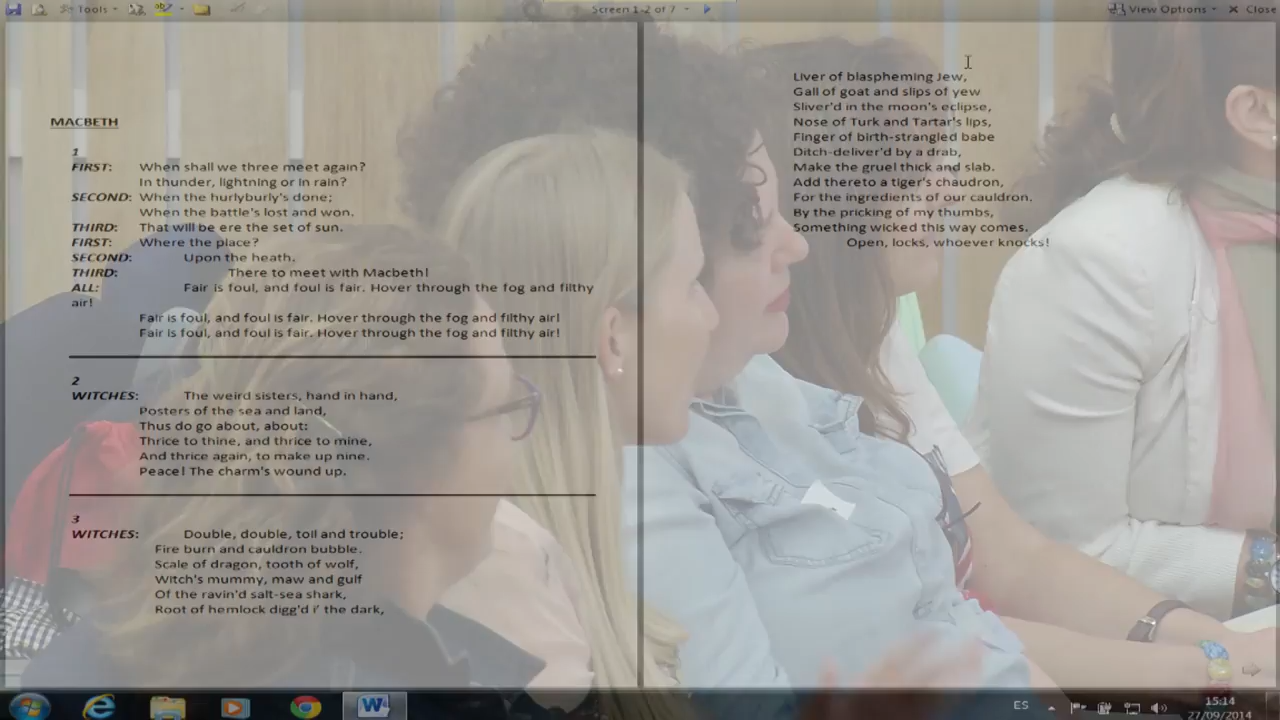 Tools
Screen 1-2 of 7
View Options
Close
MACBETH
1
FIRST: When shall we three meet again?
In thunder, lightning or in rain?
SECOND: When the hurlyburly's done;
When the battle's lost and won.
THIRD: That will be ere the set of sun.
FIRST: Where the place?
SECOND: Upon the heath.
THIRD: There to meet with Macbeth!
ALL: Fair is foul, and foul is fair. Hover through the fog and filthy
air!
Fair is foul, and foul is fair. Hover through the fog and filthy air!
Fair is foul, and foul is fair. Hover through the fog and filthy air!
2
WITCHES: The weird sisters, hand in hand,
Posters of the sea and land,
Thus do go about, about:
Thrice to thine, and thrice to mine,
And thrice again, to make up nine.
Peace! The charm's wound up.
3
WITCHES: Double, double, toil and trouble;
Fire burn and cauldron bubble.
Scale of dragon, tooth of wolf,
Witch's mummy, maw and gulf
Of the ravin'd salt-sea shark,
Root of hemlock digg'd i' the dark,
Liver of blaspheming Jew,
Gall of goat and slips of yew
Sliver'd in the moon's eclipse,
Nose of Turk and Tartar's lips,
Finger of birth-strangled babe
Ditch-deliver'd by a drab,
Make the gruel thick and slab.
Add thereto a tiger's chaudron,
For the ingredients of our cauldron.
By the pricking of my thumbs,
Something wicked this way comes.
Open, locks, whoever knocks!
ES
15:14
27/09/2014